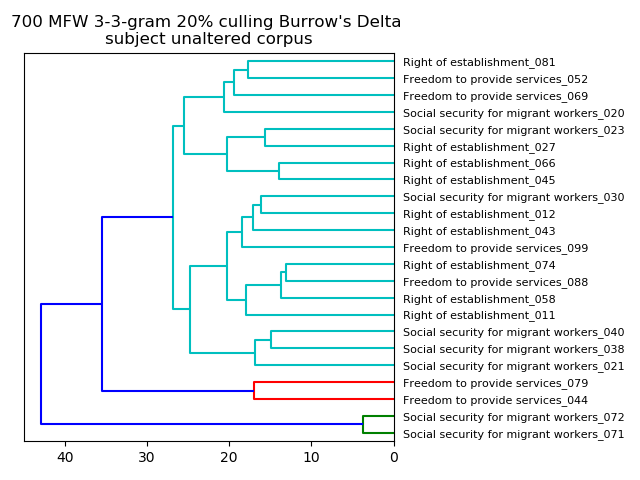 700 MFW 3-3-gram 20% culling Burrow's Delta
subject unaltered corpus
Right of establishment_081
Freedom to provide services_052
Freedom to provide services_069
Social security for migrant workers_020
Social security for migrant workers_023
Right of establishment_027
Right of establishment_066
Right of establishment_045
Social security for migrant workers_030
Right of establishment_012
Right of establishment_043
Freedom to provide services_099
Right of establishment_074
Freedom to provide services_088
Right of establishment_058
Right of establishment_011
Social security for migrant workers_040
Social security for migrant workers_038
Social security for migrant workers_021
Freedom to provide services_079
Freedom to provide services_044
Social security for migrant workers_072
Social security for migrant workers_071
40 30 20 10 0